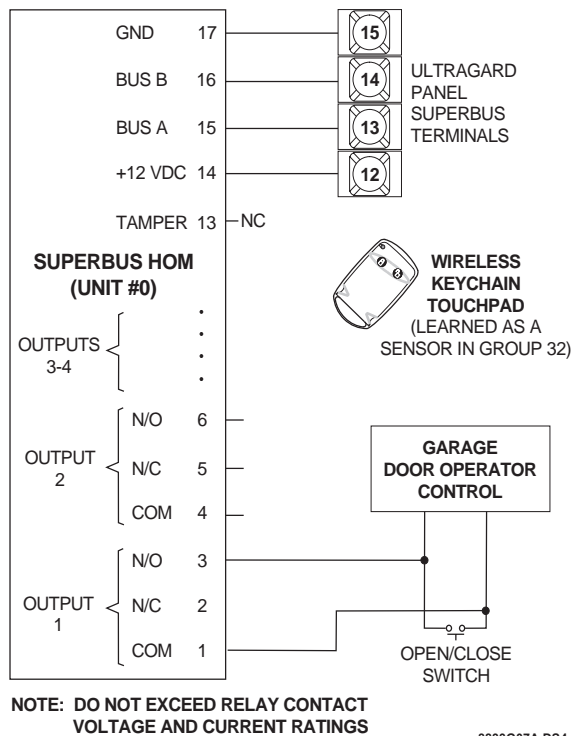 GND 17
15
BUS B 16
14
BUS A 15
13
+12 VDC 14
12
ULTRAGARD
PANEL
SUPERBUS
TERMINALS
TAMPER 13 NC
SUPERBUS HOM
(UNIT #0)
WIRELESS
KEYCHAIN
TOUCHPAD
(LEARNED AS A
SENSOR IN GROUP 32)
OUTPUTS
3-4
OUTPUT
2
N/O 6
N/C 5
COM 4
GARAGE
DOOR OPERATOR
CONTROL
OUTPUT
1
N/O 3
N/C 2
COM 1
OPEN/CLOSE
SWITCH
NOTE: DO NOT EXCEED RELAY CONTACT
VOLTAGE AND CURRENT RATINGS